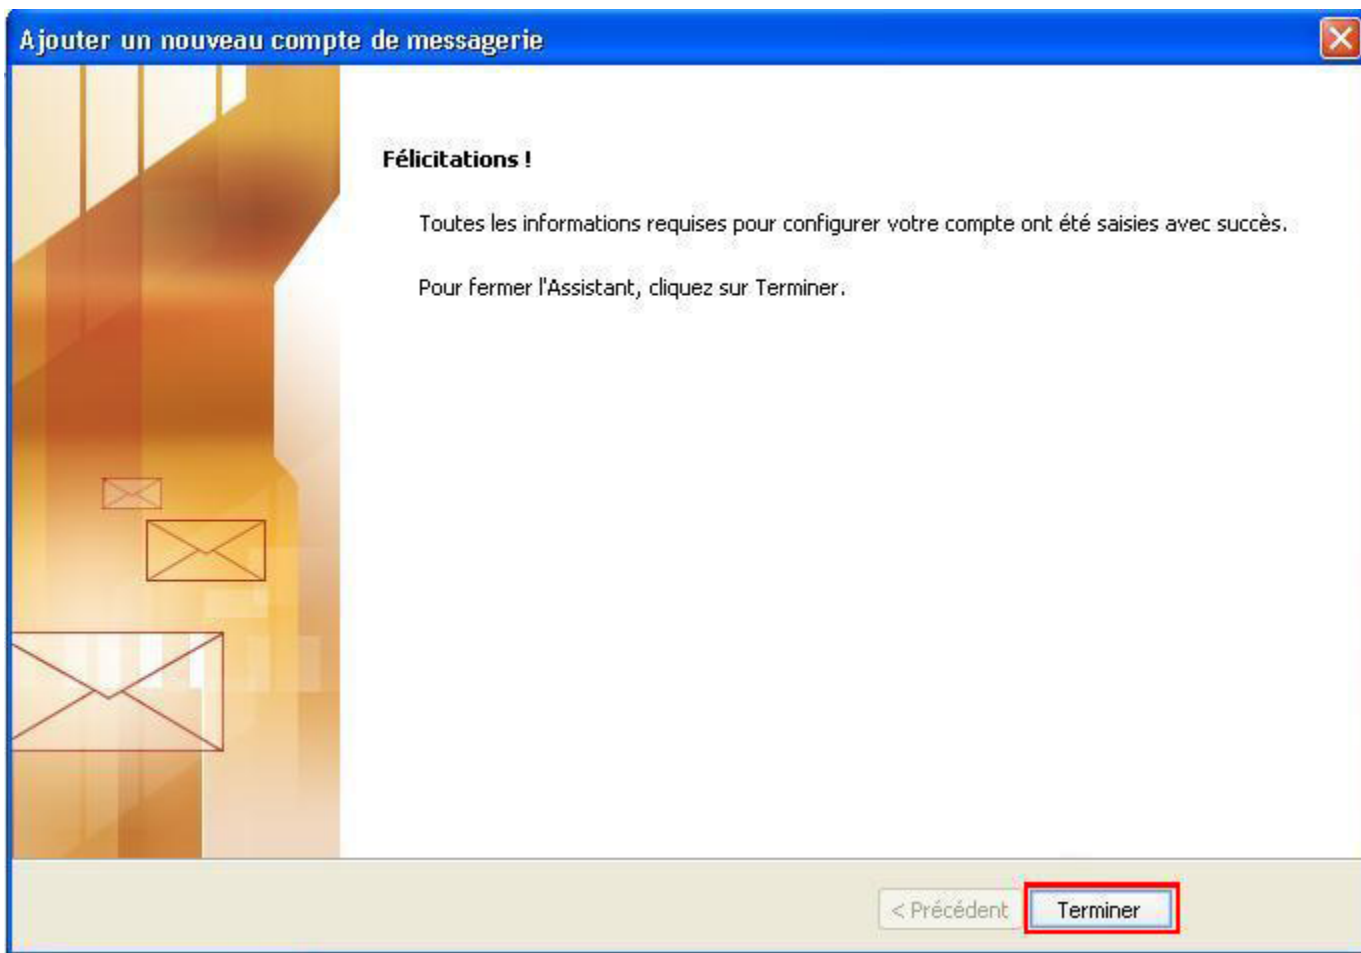 Ajouter un nouveau compte de messagerie
Félicitations !
Toutes les informations requises pour configurer votre compte ont été saisies avec succès.
Pour fermer l'Assistant, cliquez sur Terminer.
< Précédent
Terminer